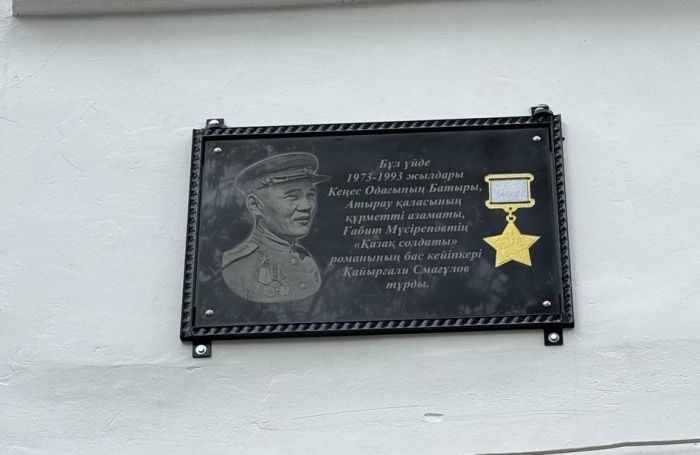 Бұл үйде
1973-1993 жылдары
Кеңес Одағының Батыры,
Атырау қаласының
құрметті азаматы,
Ғабит Мүсіреповтің
«Қазақ солдаты»
романының бас кейіпкері
Қайырғали Смағұлов
тұрды.